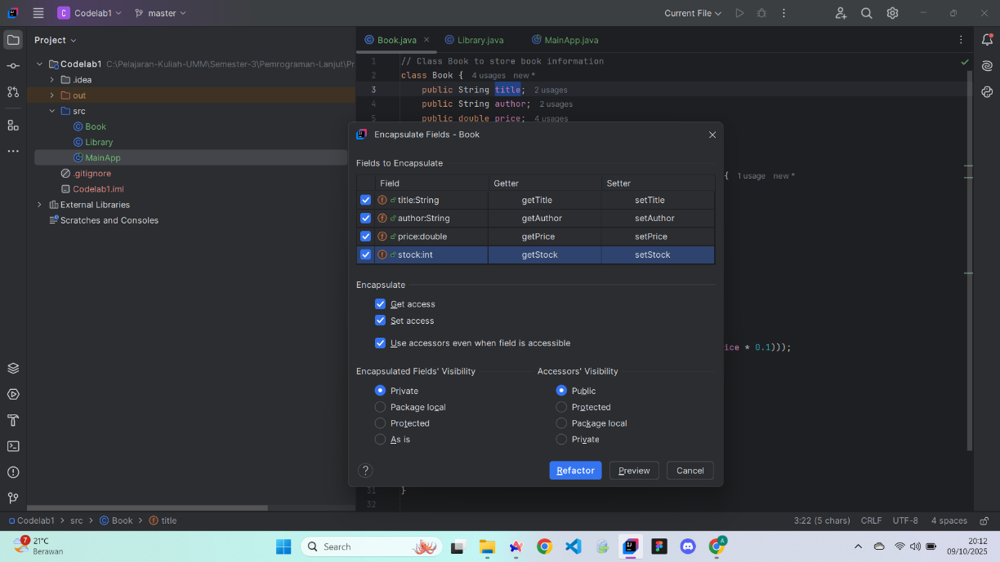 C Codelab1 master Current File
Project
Codelab1 C:\Pelajaran-Kuliah-UMM\Semester-3\Pemrograman-Lanjut\Pr
.idea
out
src
Book
Library
MainApp
.gitignore
Codelab1.iml
External Libraries
Scratches and Consoles
Book.java Library.java MainApp.java
1 // Class Book to store book information
2 class Book { 4 usages new *
3 public String title; 2 usages
4 public String author; 2 usages
5 public double price; 4 usages
{ 1 usage new *
ice * 0.1)));
31 }
32
Encapsulate Fields - Book
Fields to Encapsulate
Field Getter Setter
title:String getTitle setTitle
author:String getAuthor setAuthor
price:double getPrice setPrice
stock:int getStock setStock
Encapsulate
Get access
Set access
Use accessors even when field is accessible
Encapsulated Fields' Visibility Accessors' Visibility
Private Public
Package local Protected
Protected Package local
As is Private
? Refactor Preview Cancel
Codelab1 > src > Book > title 3:22 (5 chars) CRLF UTF-8 4 spaces
7 21°C
Berawan
Search
A
20:12
09/10/2025